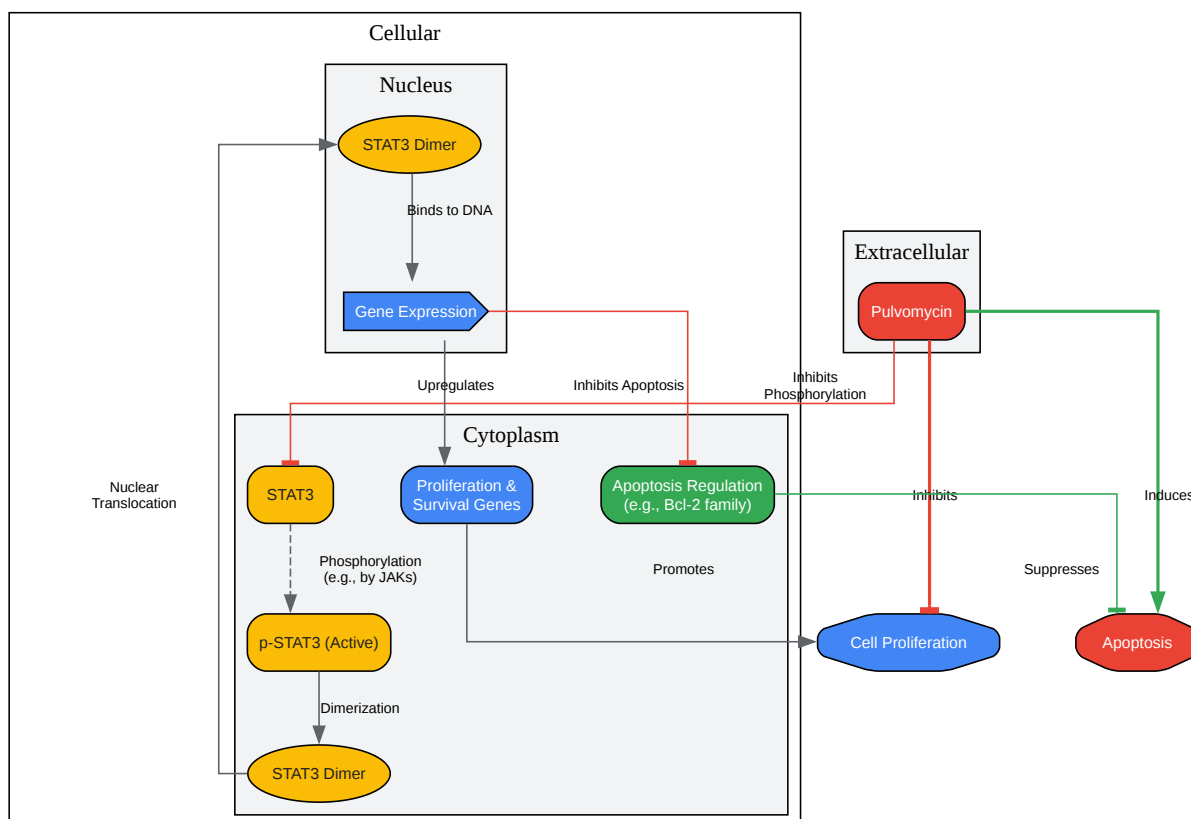 Cellular
Nucleus
STAT3 Dimer
Binds to DNA
Gene Expression
Extracellular
Pulvomycin
Upregulates
Inhibits Apoptosis
Inhibits
Phosphorylation
Cytoplasm
STAT3
Proliferation &
Survival Genes
Apoptosis Regulation
(e.g., Bcl-2 family)
Nuclear
Translocation
Inhibits
Induces
Phosphorylation
(e.g., by JAKs)
Promotes
Suppresses
p-STAT3 (Active)
Cell Proliferation
Apoptosis
Dimerization
STAT3 Dimer